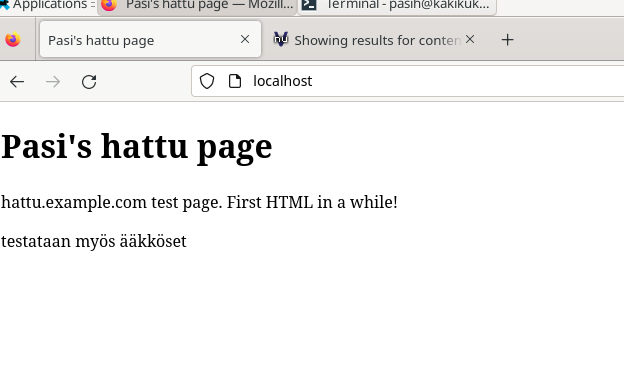 Applications
Pasi's hattu page — Mozill...
Terminal - pasih@kakikuk...
Pasi's hattu page
Showing results for conten
localhost
Pasi's hattu page
hattu.example.com test page. First HTML in a while!
testataan myös ääkköset